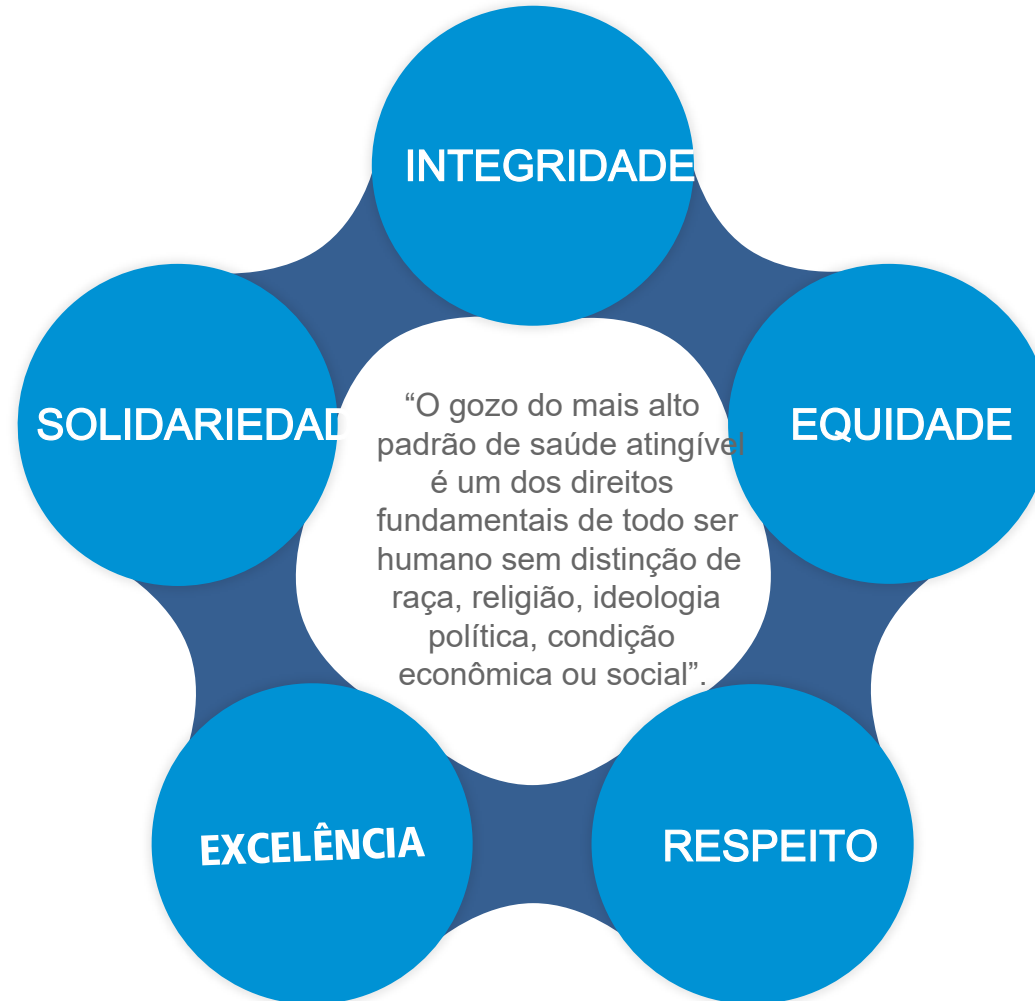 INTEGRIDADE
SOLIDARIEDAD
EQUIDADE
“O gozo do mais alto
padrão de saúde atingível
é um dos direitos
fundamentais de todo ser
humano sem distinção de
raça, religião, ideologia
política, condição
econômica ou social”.
EXCELÊNCIA
RESPEITO